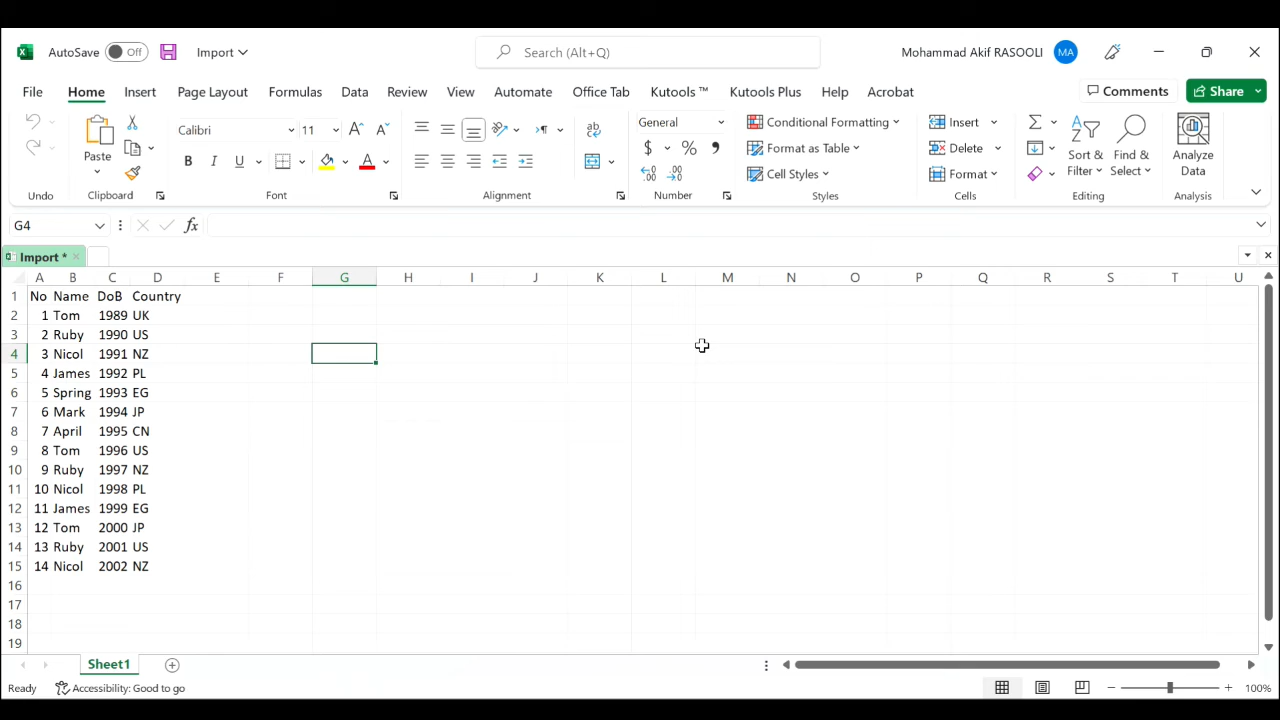 AutoSave Off Import Search (Alt+Q) Mohammad Akif RASOOLI MA
File Home Insert Page Layout Formulas Data Review View Automate Office Tab Kutools ™ Kutools Plus Help Acrobat Comments Share
Paste Calibri 11 A A ab c General Conditional Formatting Insert Sort & Filter Find & Select Analyze Data
B I U A $ % , Format as Table Delete
.00 .00 Cell Styles Format
Undo Clipboard Font Alignment Number Styles Cells Editing Analysis
G4 fx
Import *
A B C D E F G H I J K L M N O P Q R S T U
1 No Name DoB Country
2 1 Tom 1989 UK
3 2 Ruby 1990 US
4 3 Nicol 1991 NZ
5 4 James 1992 PL
6 5 Spring 1993 EG
7 6 Mark 1994 JP
8 7 April 1995 CN
9 8 Tom 1996 US
10 9 Ruby 1997 NZ
11 10 Nicol 1998 PL
12 11 James 1999 EG
13 12 Tom 2000 JP
14 13 Ruby 2001 US
15 14 Nicol 2002 NZ
16
17
18
19
Sheet1
Ready Accessibility: Good to go 100%